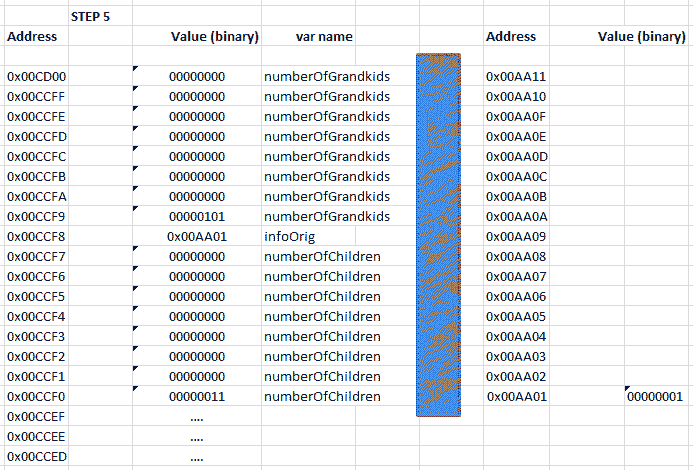 STEP 5
Address Value (binary) var name Address Value (binary)
0x00CD00 00000000 numberOfGrandkids 0x00AA11
0x00CCFF 00000000 numberOfGrandkids 0x00AA10
0x00CCFE 00000000 numberOfGrandkids 0x00AA0F
0x00CCFD 00000000 numberOfGrandkids 0x00AA0E
0x00CCFC 00000000 numberOfGrandkids 0x00AA0D
0x00CCFB 00000000 numberOfGrandkids 0x00AA0C
0x00CCFA 00000000 numberOfGrandkids 0x00AA0B
0x00CCF9 00000101 numberOfGrandkids 0x00AA0A
0x00CCF8 0x00AA01 infoOrig 0x00AA09
0x00CCF7 00000000 numberOfChildren 0x00AA08
0x00CCF6 00000000 numberOfChildren 0x00AA07
0x00CCF5 00000000 numberOfChildren 0x00AA06
0x00CCF4 00000000 numberOfChildren 0x00AA05
0x00CCF3 00000000 numberOfChildren 0x00AA04
0x00CCF2 00000000 numberOfChildren 0x00AA03
0x00CCF1 00000000 numberOfChildren 0x00AA02
0x00CCF0 00000011 numberOfChildren 0x00AA01 00000001
0x00CCEF ....
0x00CCEE ....
0x00CCED ....